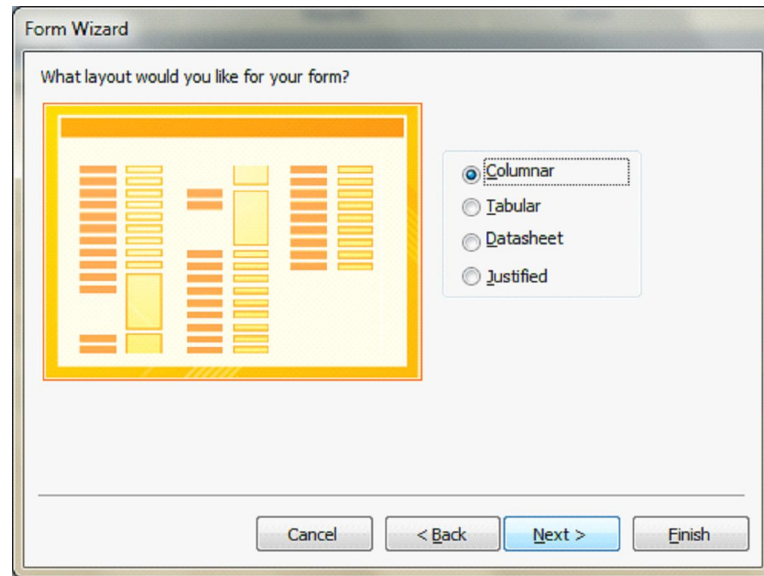 Form Wizard
What layout would you like for your form?
Columnar
Tabular
Datasheet
Justified
Cancel
< Back
Next >
Finish